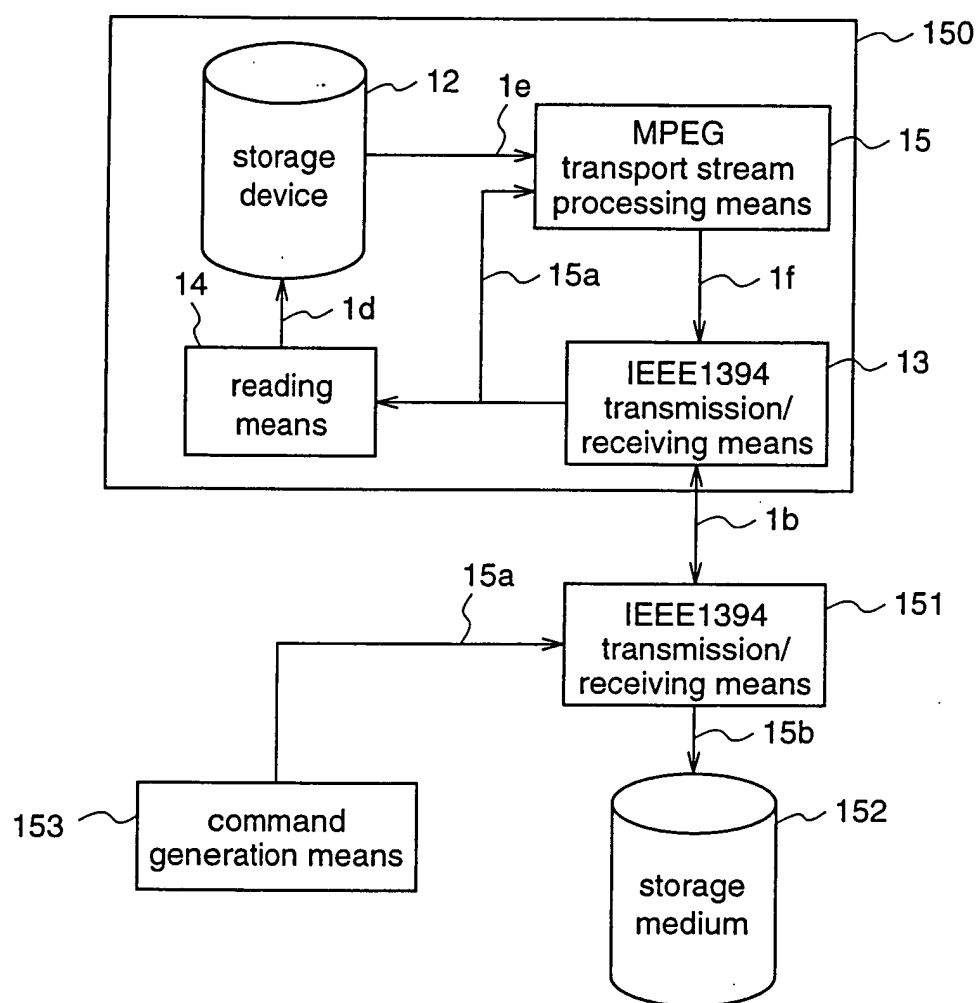 150
12
1e
storage
device
MPEG
transport stream
processing means
15
15a
1f
14
1d
reading
means
IEEE1394
transmission/
receiving means
13
1b
15a
IEEE1394
transmission/
receiving means
151
15b
153
command
generation means
152
storage
medium